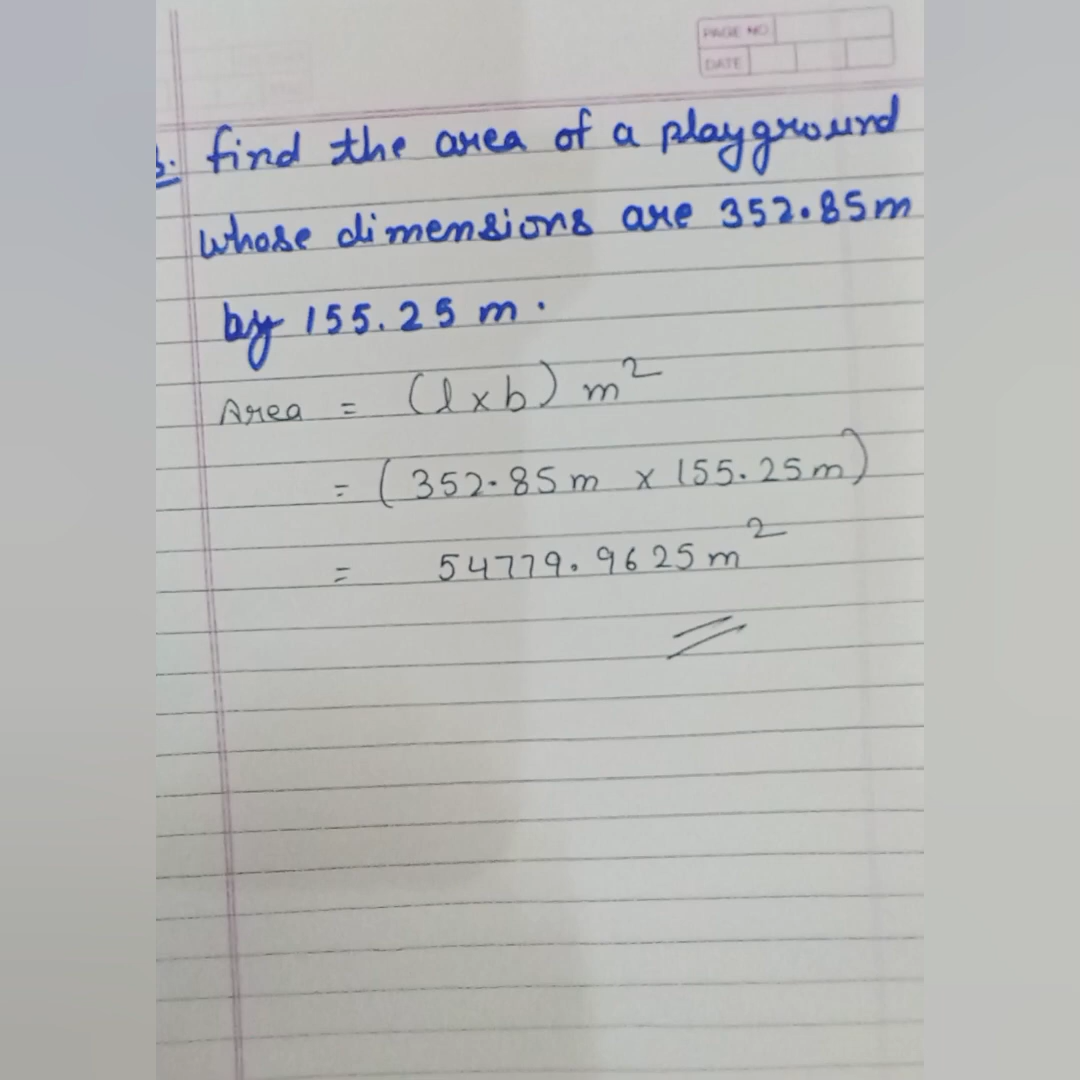 PAGE NO
DATE
3. find the area of a playground
whose dimensions are 352.85m
by 155.25 m.
Area = (l x b) m²
= (352.85m x 155.25m)
= 54779.9625 m²